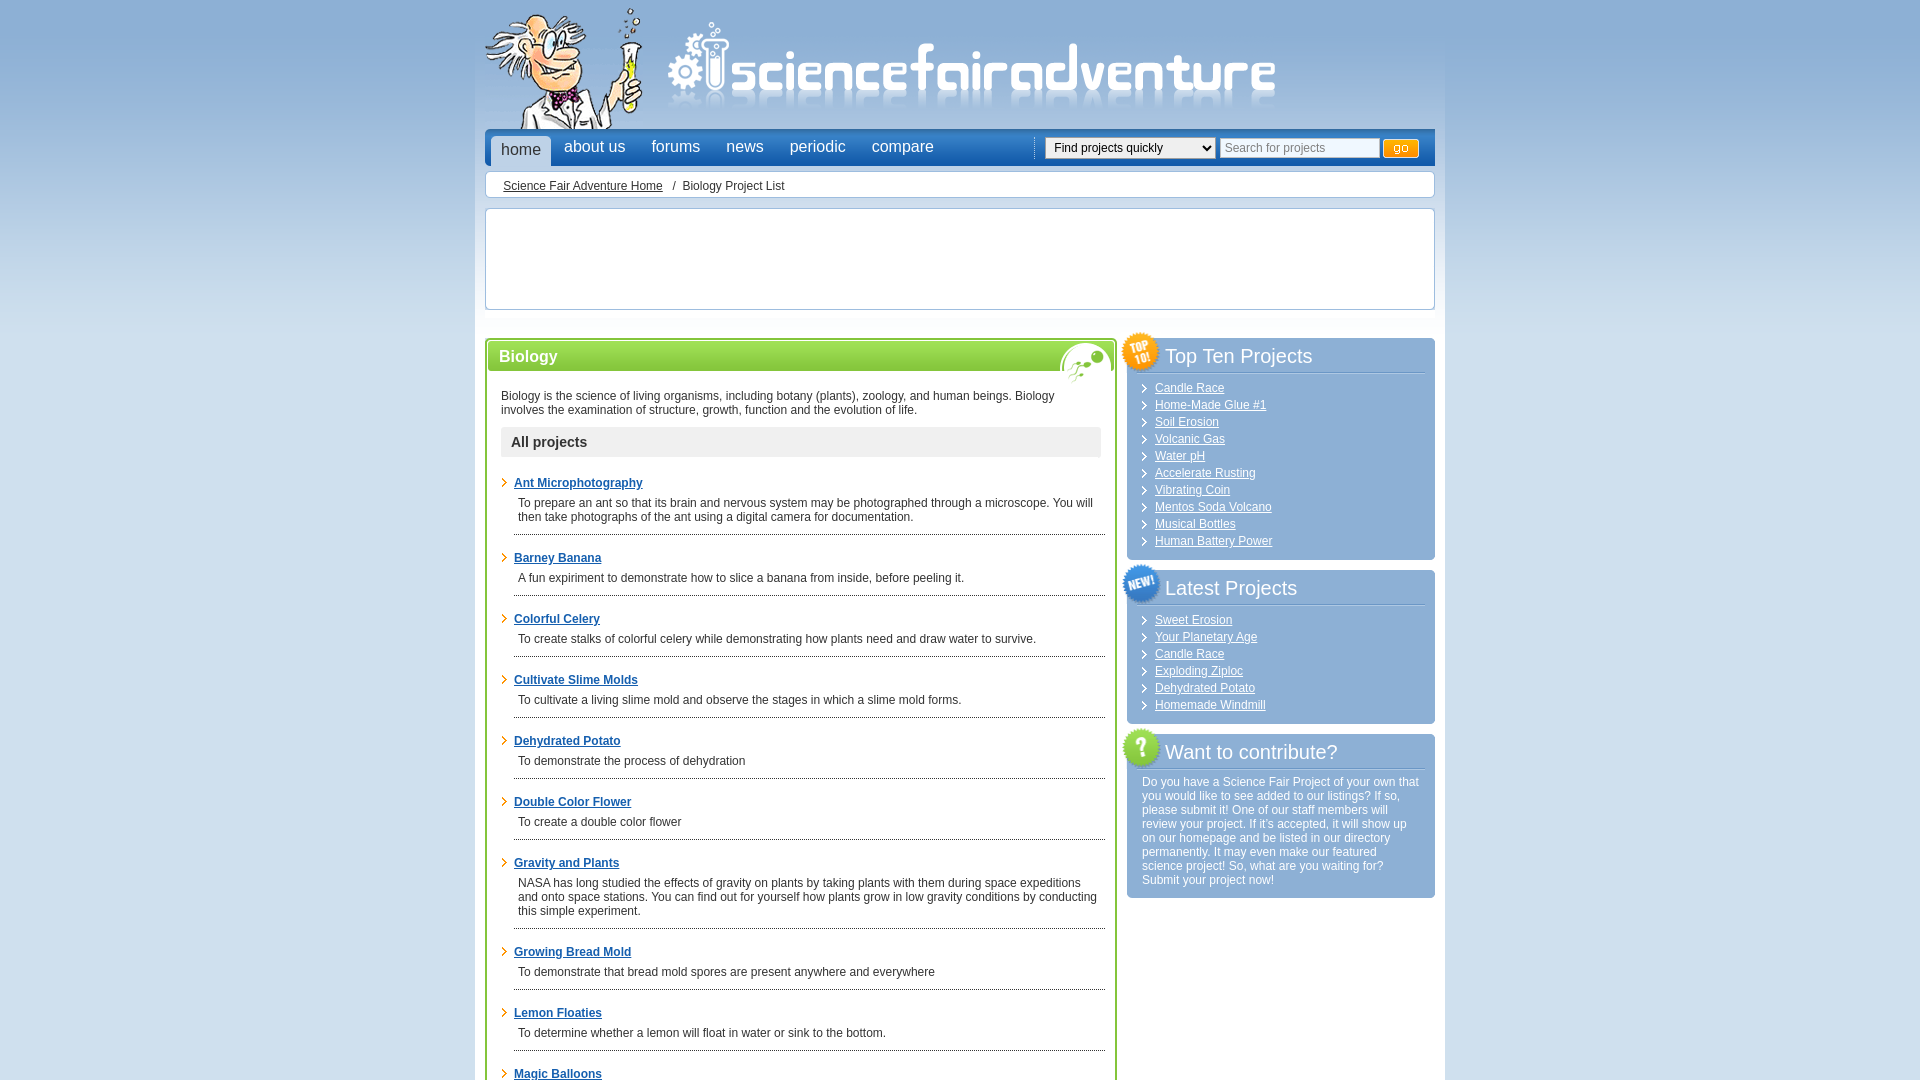 sciencefairadventure
home
about us
forums
news
periodic
compare
Find projects quickly
Search for projects
go
Science Fair Adventure Home / Biology Project List
Biology
Biology is the science of living organisms, including botany (plants), zoology, and human beings. Biology
involves the examination of structure, growth, function and the evolution of life.
All projects
Ant Microphotography
To prepare an ant so that its brain and nervous system may be photographed through a microscope. You will
then take photographs of the ant using a digital camera for documentation.
Barney Banana
A fun expiriment to demonstrate how to slice a banana from inside, before peeling it.
Colorful Celery
To create stalks of colorful celery while demonstrating how plants need and draw water to survive.
Cultivate Slime Molds
To cultivate a living slime mold and observe the stages in which a slime mold forms.
Dehydrated Potato
To demonstrate the process of dehydration
Double Color Flower
To create a double color flower
Gravity and Plants
NASA has long studied the effects of gravity on plants by taking plants with them during space expeditions
and onto space stations. You can find out for yourself how plants grow in low gravity conditions by conducting
this simple experiment.
Growing Bread Mold
To demonstrate that bread mold spores are present anywhere and everywhere
Lemon Floaties
To determine whether a lemon will float in water or sink to the bottom.
Magic Balloons
TOP
10!
Top Ten Projects
Candle Race
Home-Made Glue #1
Soil Erosion
Volcanic Gas
Water pH
Accelerate Rusting
Vibrating Coin
Mentos Soda Volcano
Musical Bottles
Human Battery Power
NEW!
Latest Projects
Sweet Erosion
Your Planetary Age
Candle Race
Exploding Ziploc
Dehydrated Potato
Homemade Windmill
?
Want to contribute?
Do you have a Science Fair Project of your own that
you would like to see added to our listings? If so,
please submit it! One of our staff members will
review your project. If it's accepted, it will show up
on our homepage and be listed in our directory
permanently. It may even make our featured
science project! So, what are you waiting for?
Submit your project now!